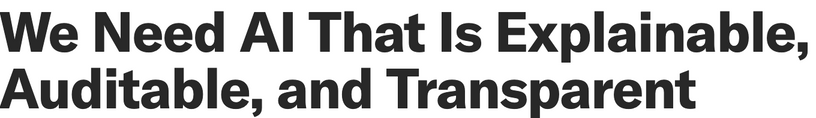 We Need AI That Is Explainable,
Auditable, and Transparent